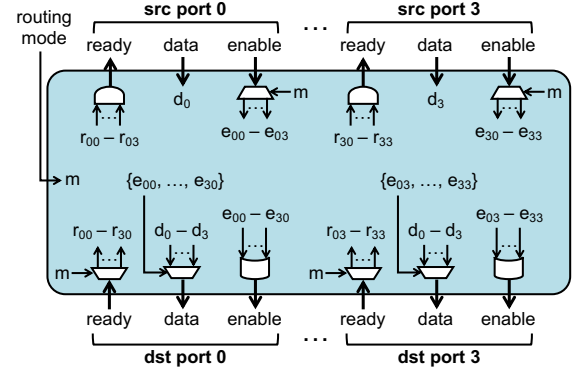 src port 0 ... src port 3
routing mode
ready data enable ready data enable
d₀ m d₃ m
r₀₀ – r₀₃ e₀₀ – e₀₃ r₃₀ – r₃₃ e₃₀ – e₃₃
m {e₀₀, ..., e₃₀} {e₀₃, ..., e₃₃}
e₀₀ – e₃₀ e₀₃ – e₃₃
r₀₀ – r₃₀ d₀ – d₃ r₀₃ – r₃₃ d₀ – d₃
m m
ready data enable ready data enable
dst port 0 ... dst port 3